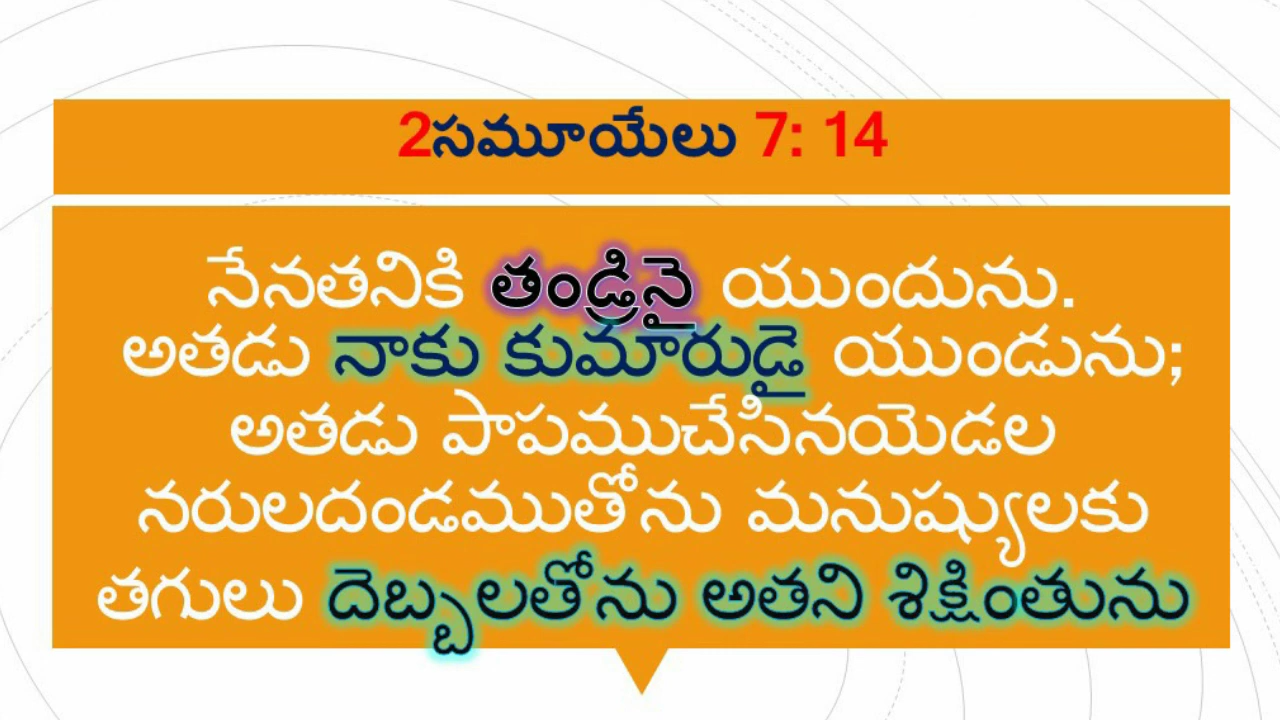 2సమూయేలు 7: 14
నేనతనికి తండ్రినై యుందును.
అతడు నాకు కుమారుడై యుండును;
అతడు పాపముచేసినయెడల
నరులదండముతోను మనుష్యులకు
తగులు దెబ్బలతోను అతని శిక్షింతును